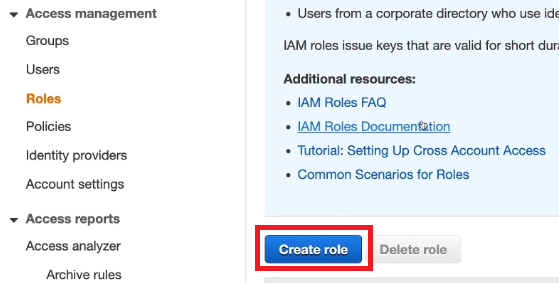 Access management
Groups
Users
Roles
Policies
Identity providers
Account settings
Access reports
Access analyzer
Archive rules
Users from a corporate directory who use
IAM roles issue keys that are valid for short
Additional resources:
IAM Roles FAQ
IAM Roles Documentation
Tutorial: Setting Up Cross Account Access
Common Scenarios for Roles
Create role
Delete role